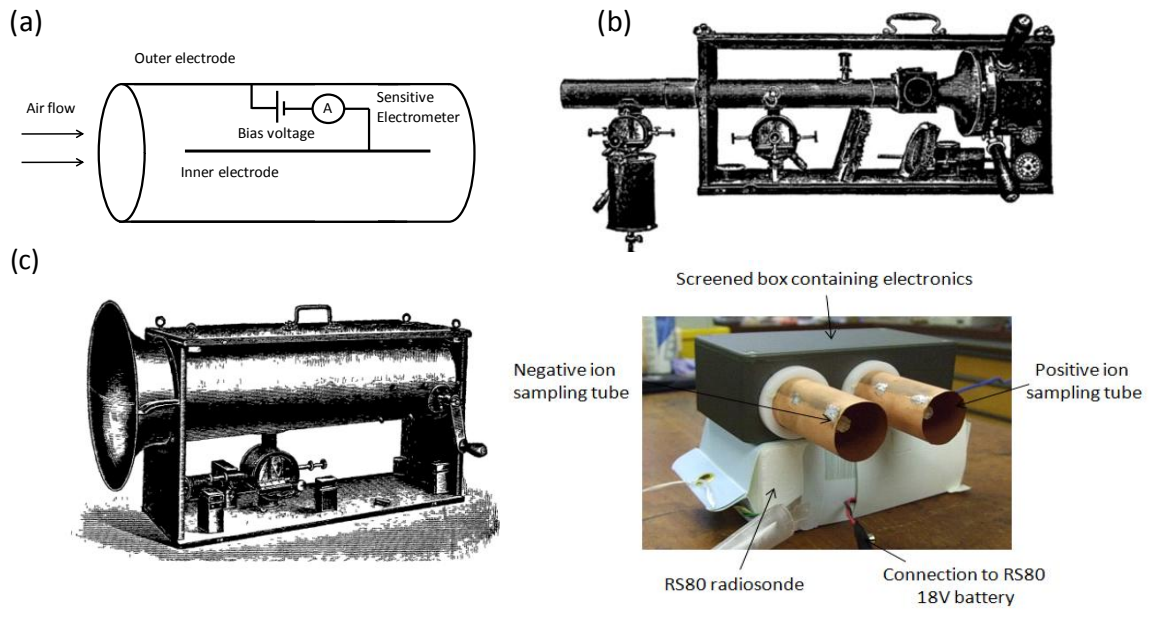 (a)
Outer electrode
Air flow
A
Sensitive
Electrometer
Bias voltage
Inner electrode
(b)
(c)
Screened box containing electronics
Negative ion
sampling tube
Positive ion
sampling tube
RS80 radiosonde
Connection to RS80
18V battery